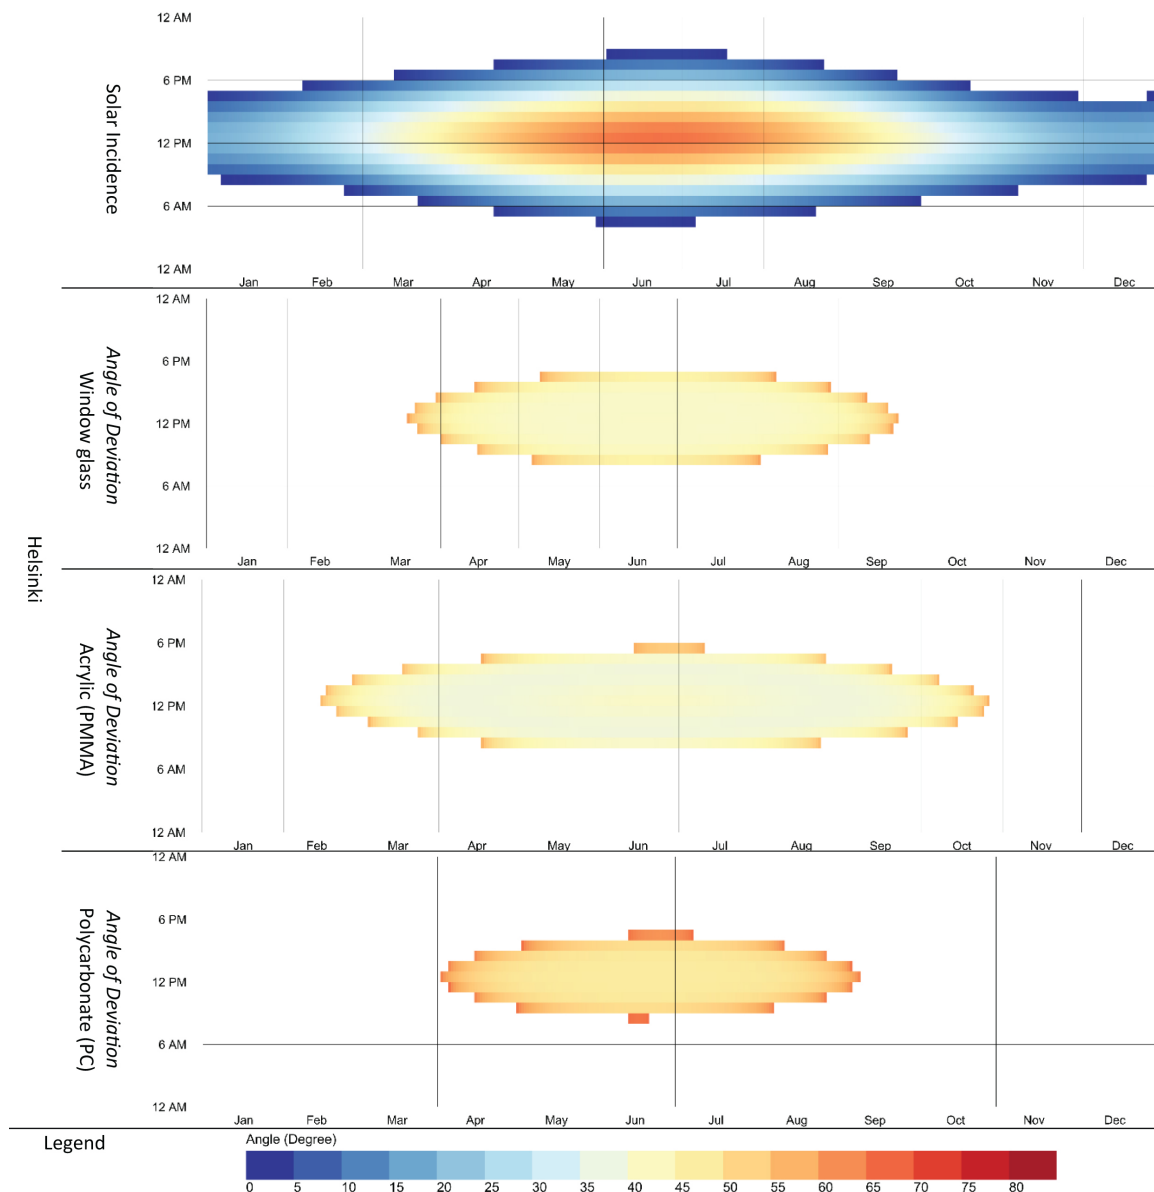 Helsinki
Solar Incidence
12 AM
6 PM
12 PM
6 AM
12 AM
Jan Feb Mar Apr May Jun Jul Aug Sep Oct Nov Dec
Angle of Deviation
Window glass
12 AM
6 PM
12 PM
6 AM
12 AM
Jan Feb Mar Apr May Jun Jul Aug Sep Oct Nov Dec
Angle of Deviation
Acrylic (PMMA)
12 AM
6 PM
12 PM
6 AM
12 AM
Jan Feb Mar Apr May Jun Jul Aug Sep Oct Nov Dec
Angle of Deviation
Polycarbonate (PC)
12 AM
6 PM
12 PM
6 AM
12 AM
Jan Feb Mar Apr May Jun Jul Aug Sep Oct Nov Dec
Legend
Angle (Degree)
0 5 10 15 20 25 30 35 40 45 50 55 60 65 70 75 80